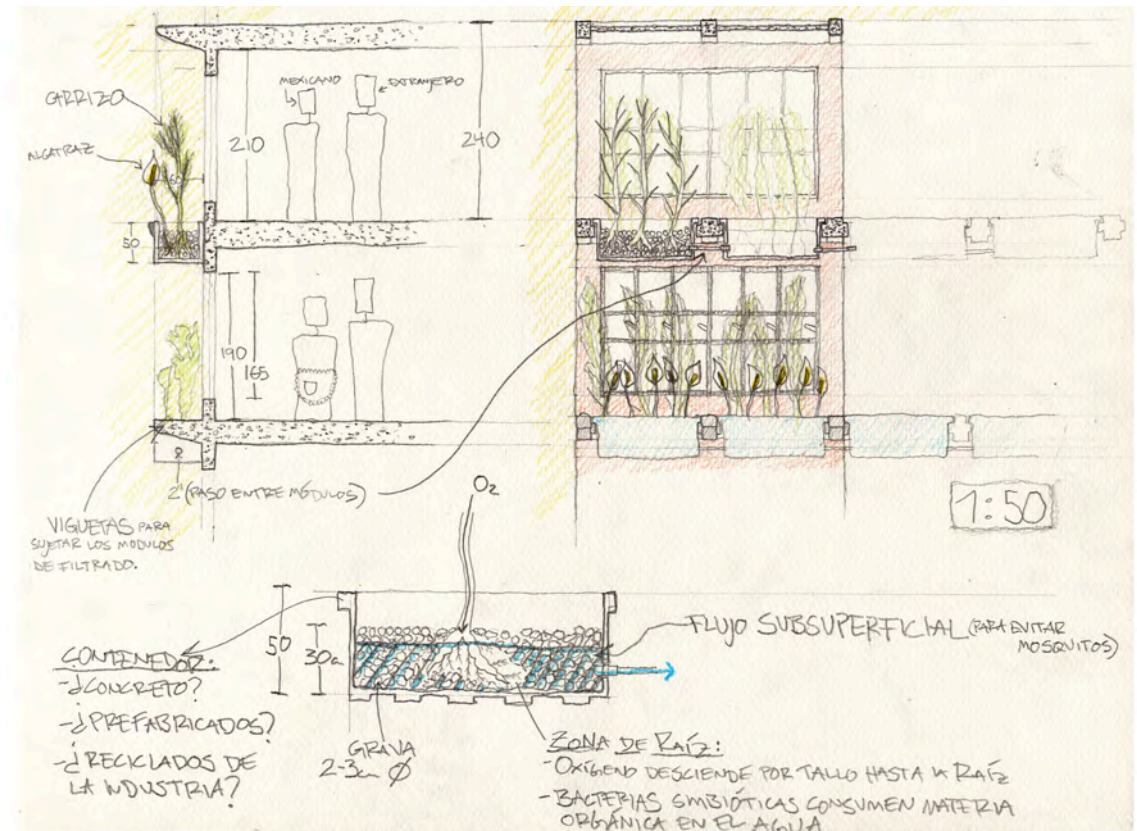 MEXICANO
EXTRANJERO
CARRIZO
ALCATRAZ
210
240
60
50
190
165
2" (PASO ENTRE MÓDULOS)
O₂
1:50
VIGUETAS PARA
SUJETAR LOS MODULOS
DE FILTRADO.
50
30cm
FLUJO SUBSUPERFICIAL (PARA EVITAR
MOSQUITOS)
CONTENEDOR:
-¿CONCRETO?
-¿PREFABRICADOS?
-¿RECICLADOS DE
LA INDUSTRIA?
GRAVA
2-3cm Ø
ZONA DE RAÍZ:
-OXÍGENO DESCIENDE POR TALLO HASTA LA RAÍZ
-BACTERIAS SIMBIÓTICAS CONSUMEN MATERIA
ORGÁNICA EN EL AGUA